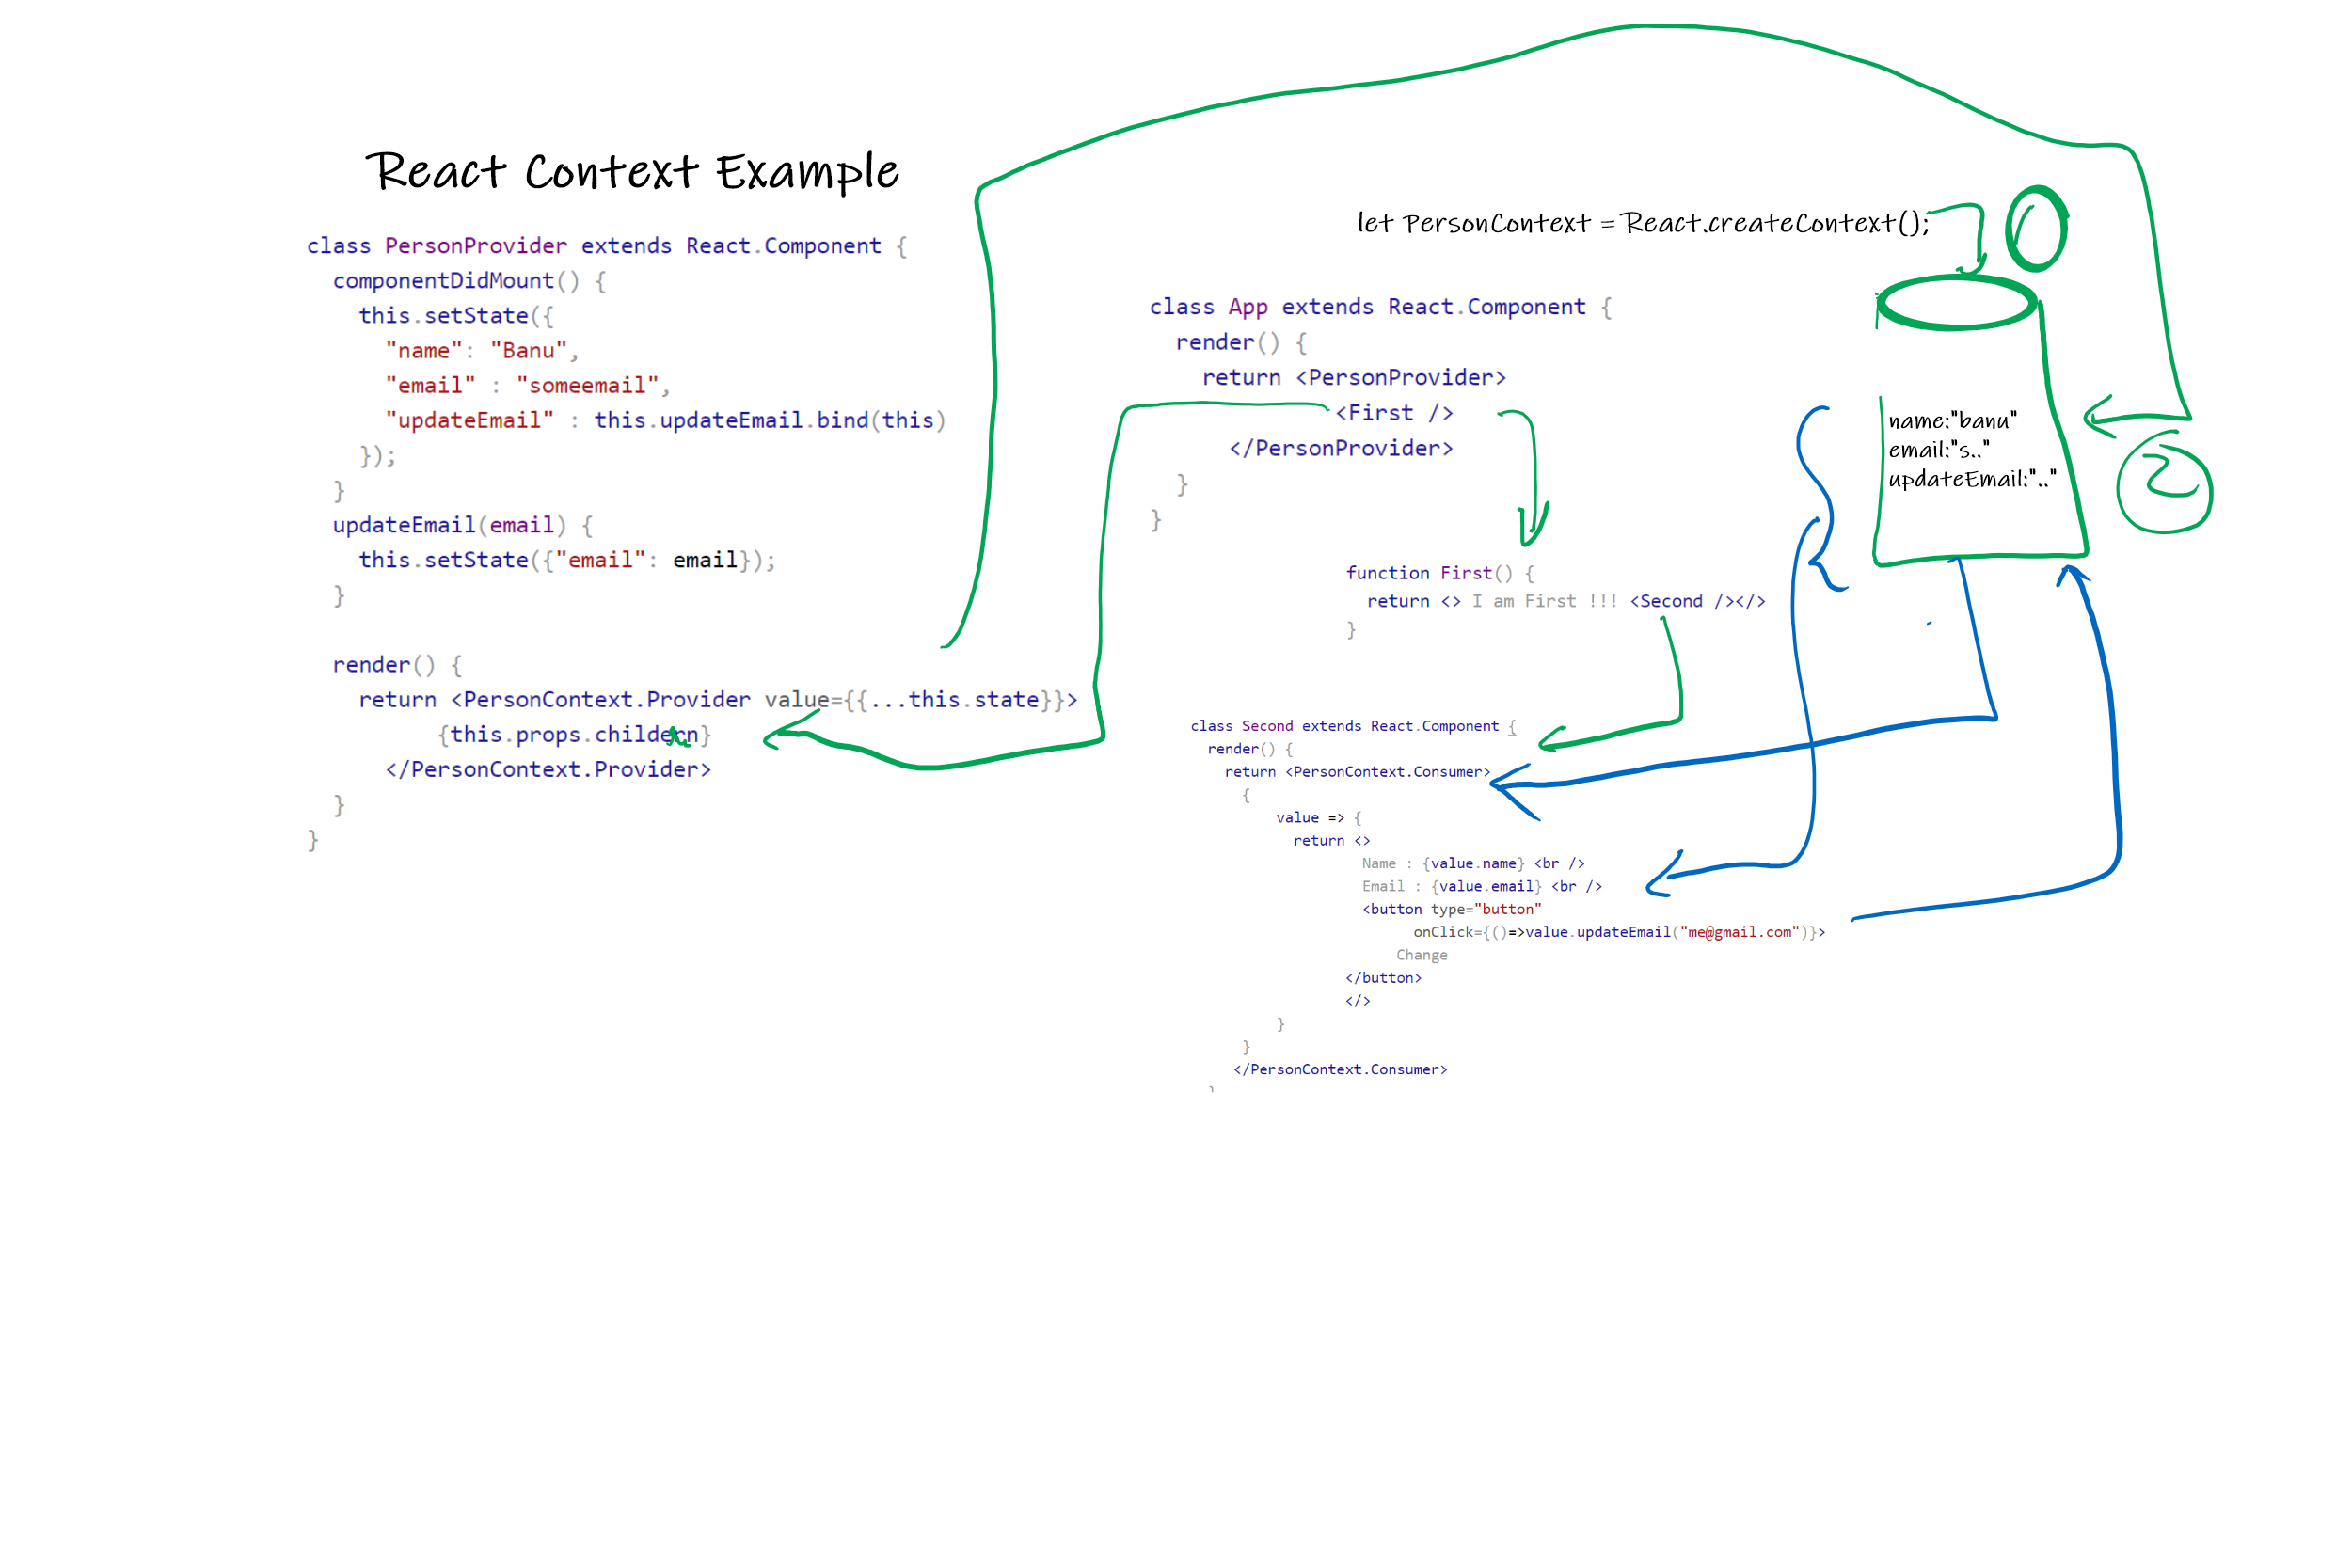 React Context Example
class PersonProvider extends React.Component {
componentDidMount() {
this.setState({
"name": "Banu",
"email" : "someemail",
"updateEmail" : this.updateEmail.bind(this)
});
}
updateEmail(email) {
this.setState({"email": email});
}
render() {
return <PersonContext.Provider value={{...this.state}}>
{this.props.childern}
</PersonContext.Provider>
}
}
let PersonContext = React.createContext();
1
class App extends React.Component {
render() {
return <PersonProvider>
<First />
</PersonProvider>
}
}
name:"banu"
email:"s.."
updateEmail:".."
2
function First() {
return <> I am First !!! <Second /></>
}
class Second extends React.Component {
render() {
return <PersonContext.Consumer>
{
value => {
return <>
Name : {value.name} <br />
Email : {value.email} <br />
<button type="button"
onClick={()=>value.updateEmail("me@gmail.com")}>
Change
</button>
</>
}
}
</PersonContext.Consumer>